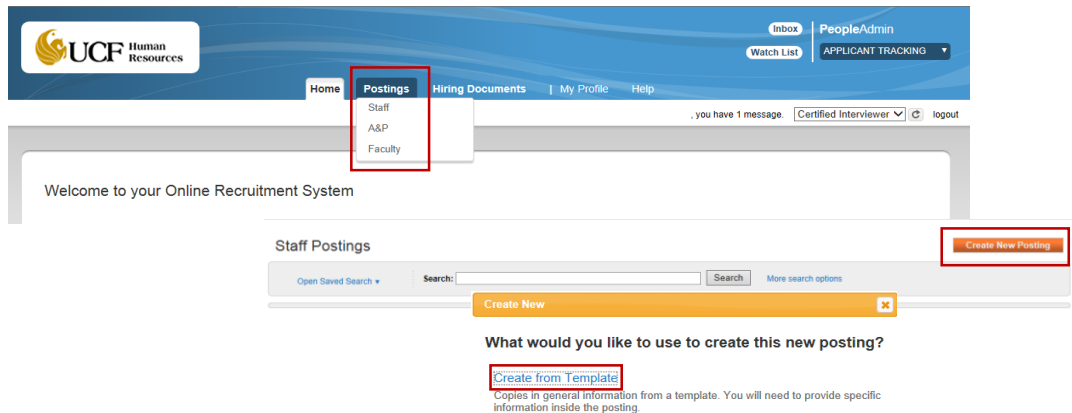 UCF Human Resources
Inbox
PeopleAdmin
Watch List
APPLICANT TRACKING
Home
Postings
Hiring Documents
| My Profile
Help
Staff
A&P
Faculty
, you have 1 message.
Certified Interviewer
logout
Welcome to your Online Recruitment System
Staff Postings
Create New Posting
Open Saved Search
Search:
Search
More search options
Create New
What would you like to use to create this new posting?
Create from Template
Copies in general information from a template. You will need to provide specific
information inside the posting.